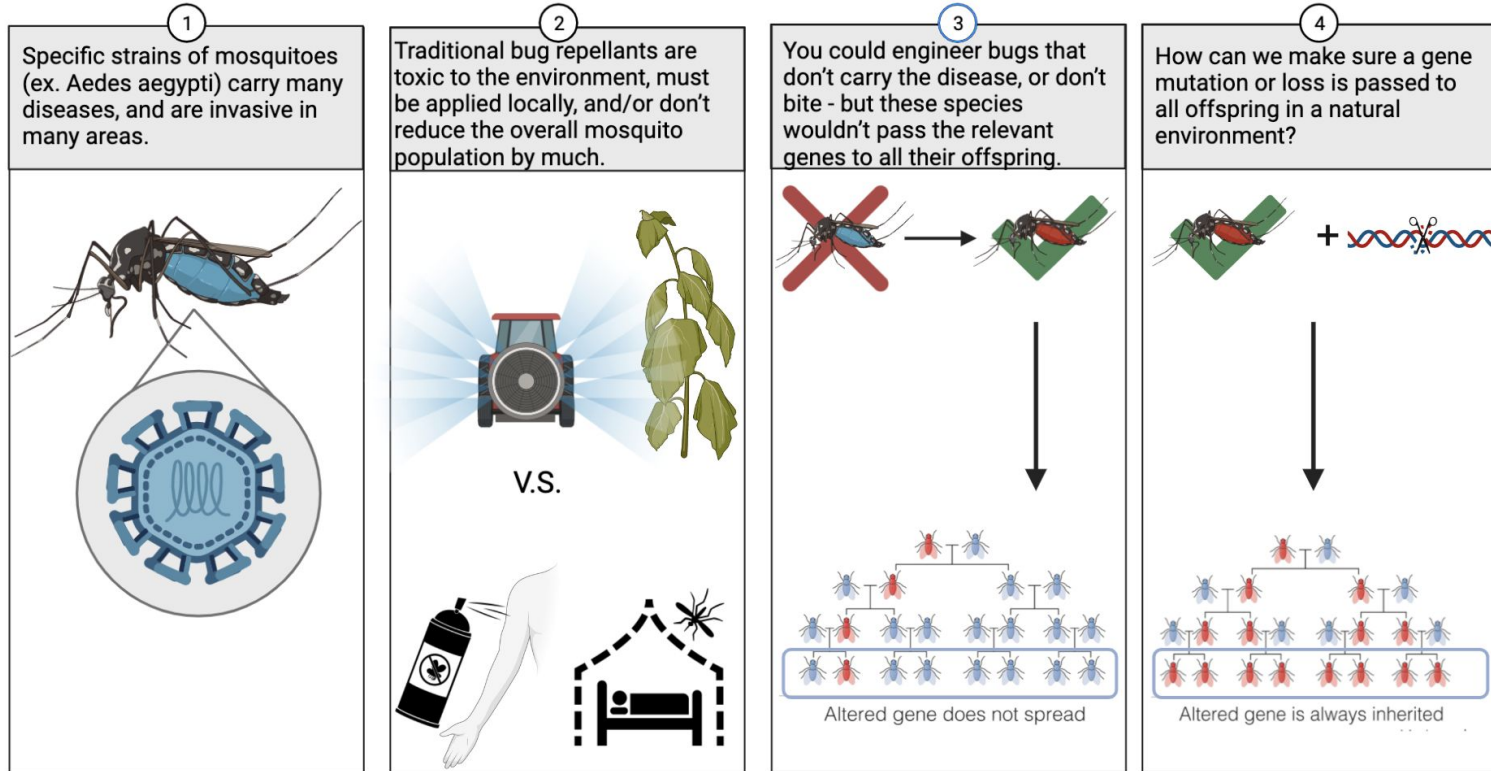 1
Specific strains of mosquitoes
(ex. Aedes aegypti) carry many
diseases, and are invasive in
many areas.
2
Traditional bug repellants are
toxic to the environment, must
be applied locally, and/or don't
reduce the overall mosquito
population by much.
V.S.
3
You could engineer bugs that
don't carry the disease, or don't
bite - but these species
wouldn't pass the relevant
genes to all their offspring.
Altered gene does not spread
4
How can we make sure a gene
mutation or loss is passed to
all offspring in a natural
environment?
+
Altered gene is always inherited